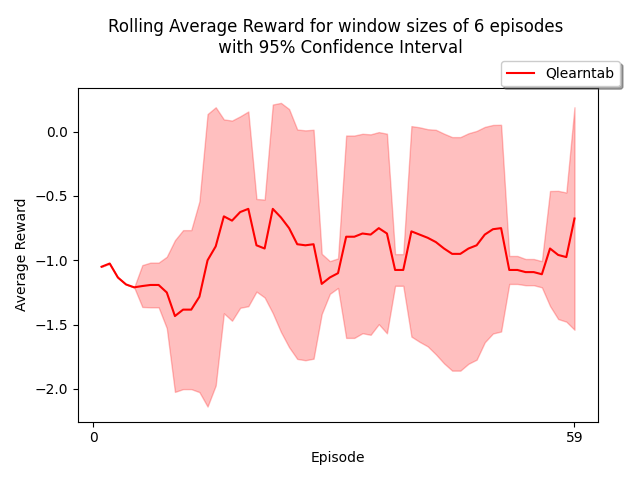 Rolling Average Reward for window sizes of 6 episodes
with 95% Confidence Interval
Qlearntab
0.0
−0.5
−1.0
−1.5
−2.0
Average Reward
0
59
Episode